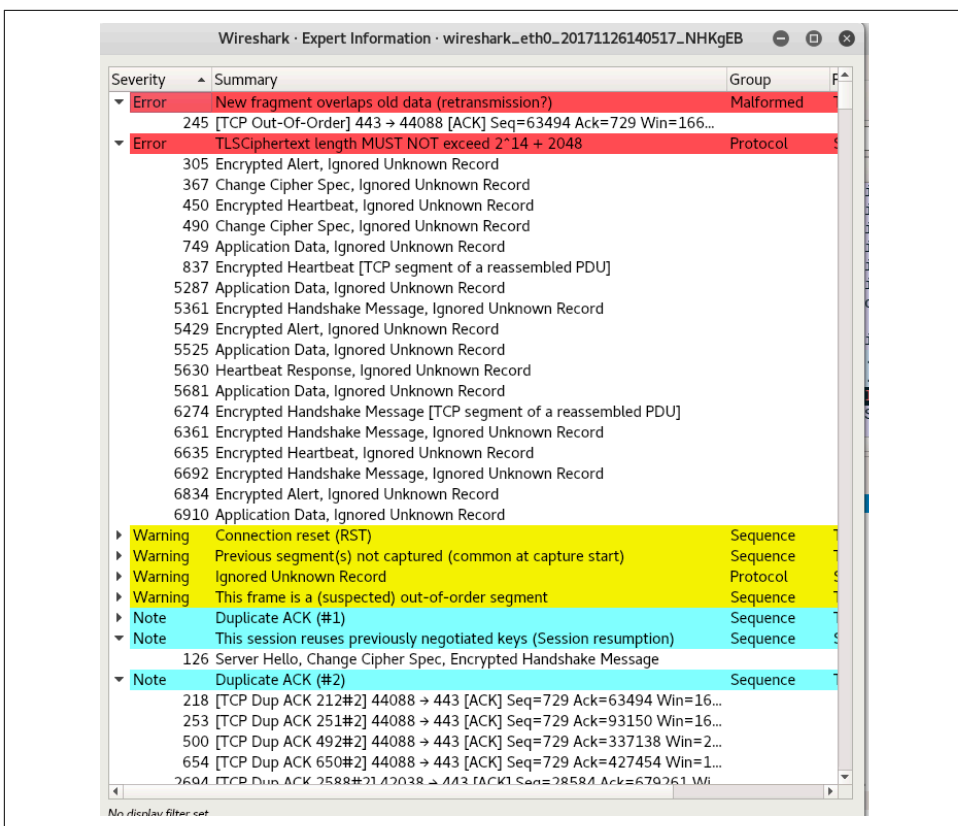 Wireshark · Expert Information · wireshark_eth0_20171126140517_NHKgEB
Severity Summary Group
Error New fragment overlaps old data (retransmission?) Malformed
245 [TCP Out-Of-Order] 443 → 44088 [ACK] Seq=63494 Ack=729 Win=166...
Error TLSCiphertext length MUST NOT exceed 2^14 + 2048 Protocol
305 Encrypted Alert, Ignored Unknown Record
367 Change Cipher Spec, Ignored Unknown Record
450 Encrypted Heartbeat, Ignored Unknown Record
490 Change Cipher Spec, Ignored Unknown Record
749 Application Data, Ignored Unknown Record
837 Encrypted Heartbeat [TCP segment of a reassembled PDU]
5287 Application Data, Ignored Unknown Record
5361 Encrypted Handshake Message, Ignored Unknown Record
5429 Encrypted Alert, Ignored Unknown Record
5525 Application Data, Ignored Unknown Record
5630 Heartbeat Response, Ignored Unknown Record
5681 Application Data, Ignored Unknown Record
6274 Encrypted Handshake Message [TCP segment of a reassembled PDU]
6361 Encrypted Handshake Message, Ignored Unknown Record
6635 Encrypted Heartbeat, Ignored Unknown Record
6692 Encrypted Handshake Message, Ignored Unknown Record
6834 Encrypted Alert, Ignored Unknown Record
6910 Application Data, Ignored Unknown Record
Warning Connection reset (RST) Sequence
Warning Previous segment(s) not captured (common at capture start) Sequence
Warning Ignored Unknown Record Protocol
Warning This frame is a (suspected) out-of-order segment Sequence
Note Duplicate ACK (#1) Sequence
Note This session reuses previously negotiated keys (Session resumption) Sequence
126 Server Hello, Change Cipher Spec, Encrypted Handshake Message
Note Duplicate ACK (#2) Sequence
218 [TCP Dup ACK 212#2] 44088 → 443 [ACK] Seq=729 Ack=63494 Win=16...
253 [TCP Dup ACK 251#2] 44088 → 443 [ACK] Seq=729 Ack=93150 Win=16...
500 [TCP Dup ACK 492#2] 44088 → 443 [ACK] Seq=729 Ack=337138 Win=2...
654 [TCP Dup ACK 650#2] 44088 → 443 [ACK] Seq=729 Ack=427454 Win=1...
2694 [TCP Dup ACK 2588#2] 42038 → 443 [ACK] Seq=28584 Ack=679261 Wi...
No display filter set